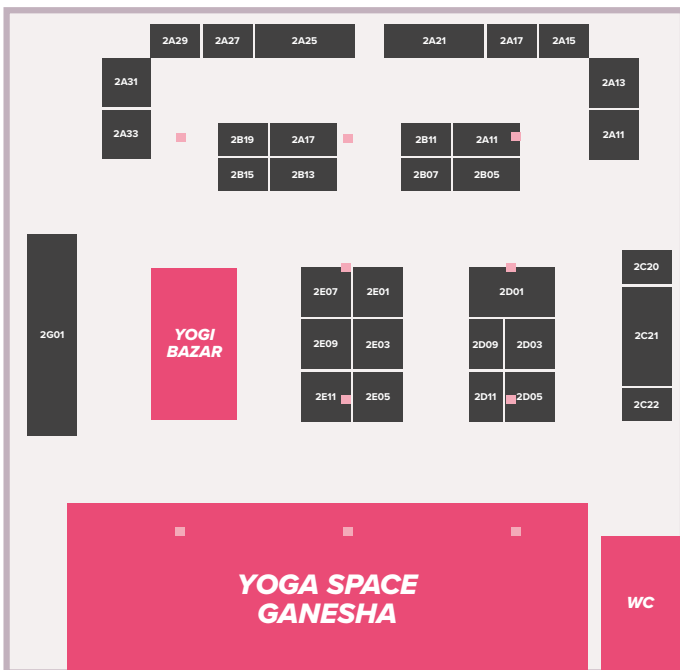 2A29
2A27
2A25
2A21
2A17
2A15
2A31
2A13
2A33
2A11
2B19
2A17
2B11
2A11
2B15
2B13
2B07
2B05
2G01
YOGI
BAZAR
2E07
2E01
2D01
2C20
2E09
2E03
2D09
2D03
2C21
2E11
2E05
2D11
2D05
2C22
YOGA SPACE
GANESHA
WC